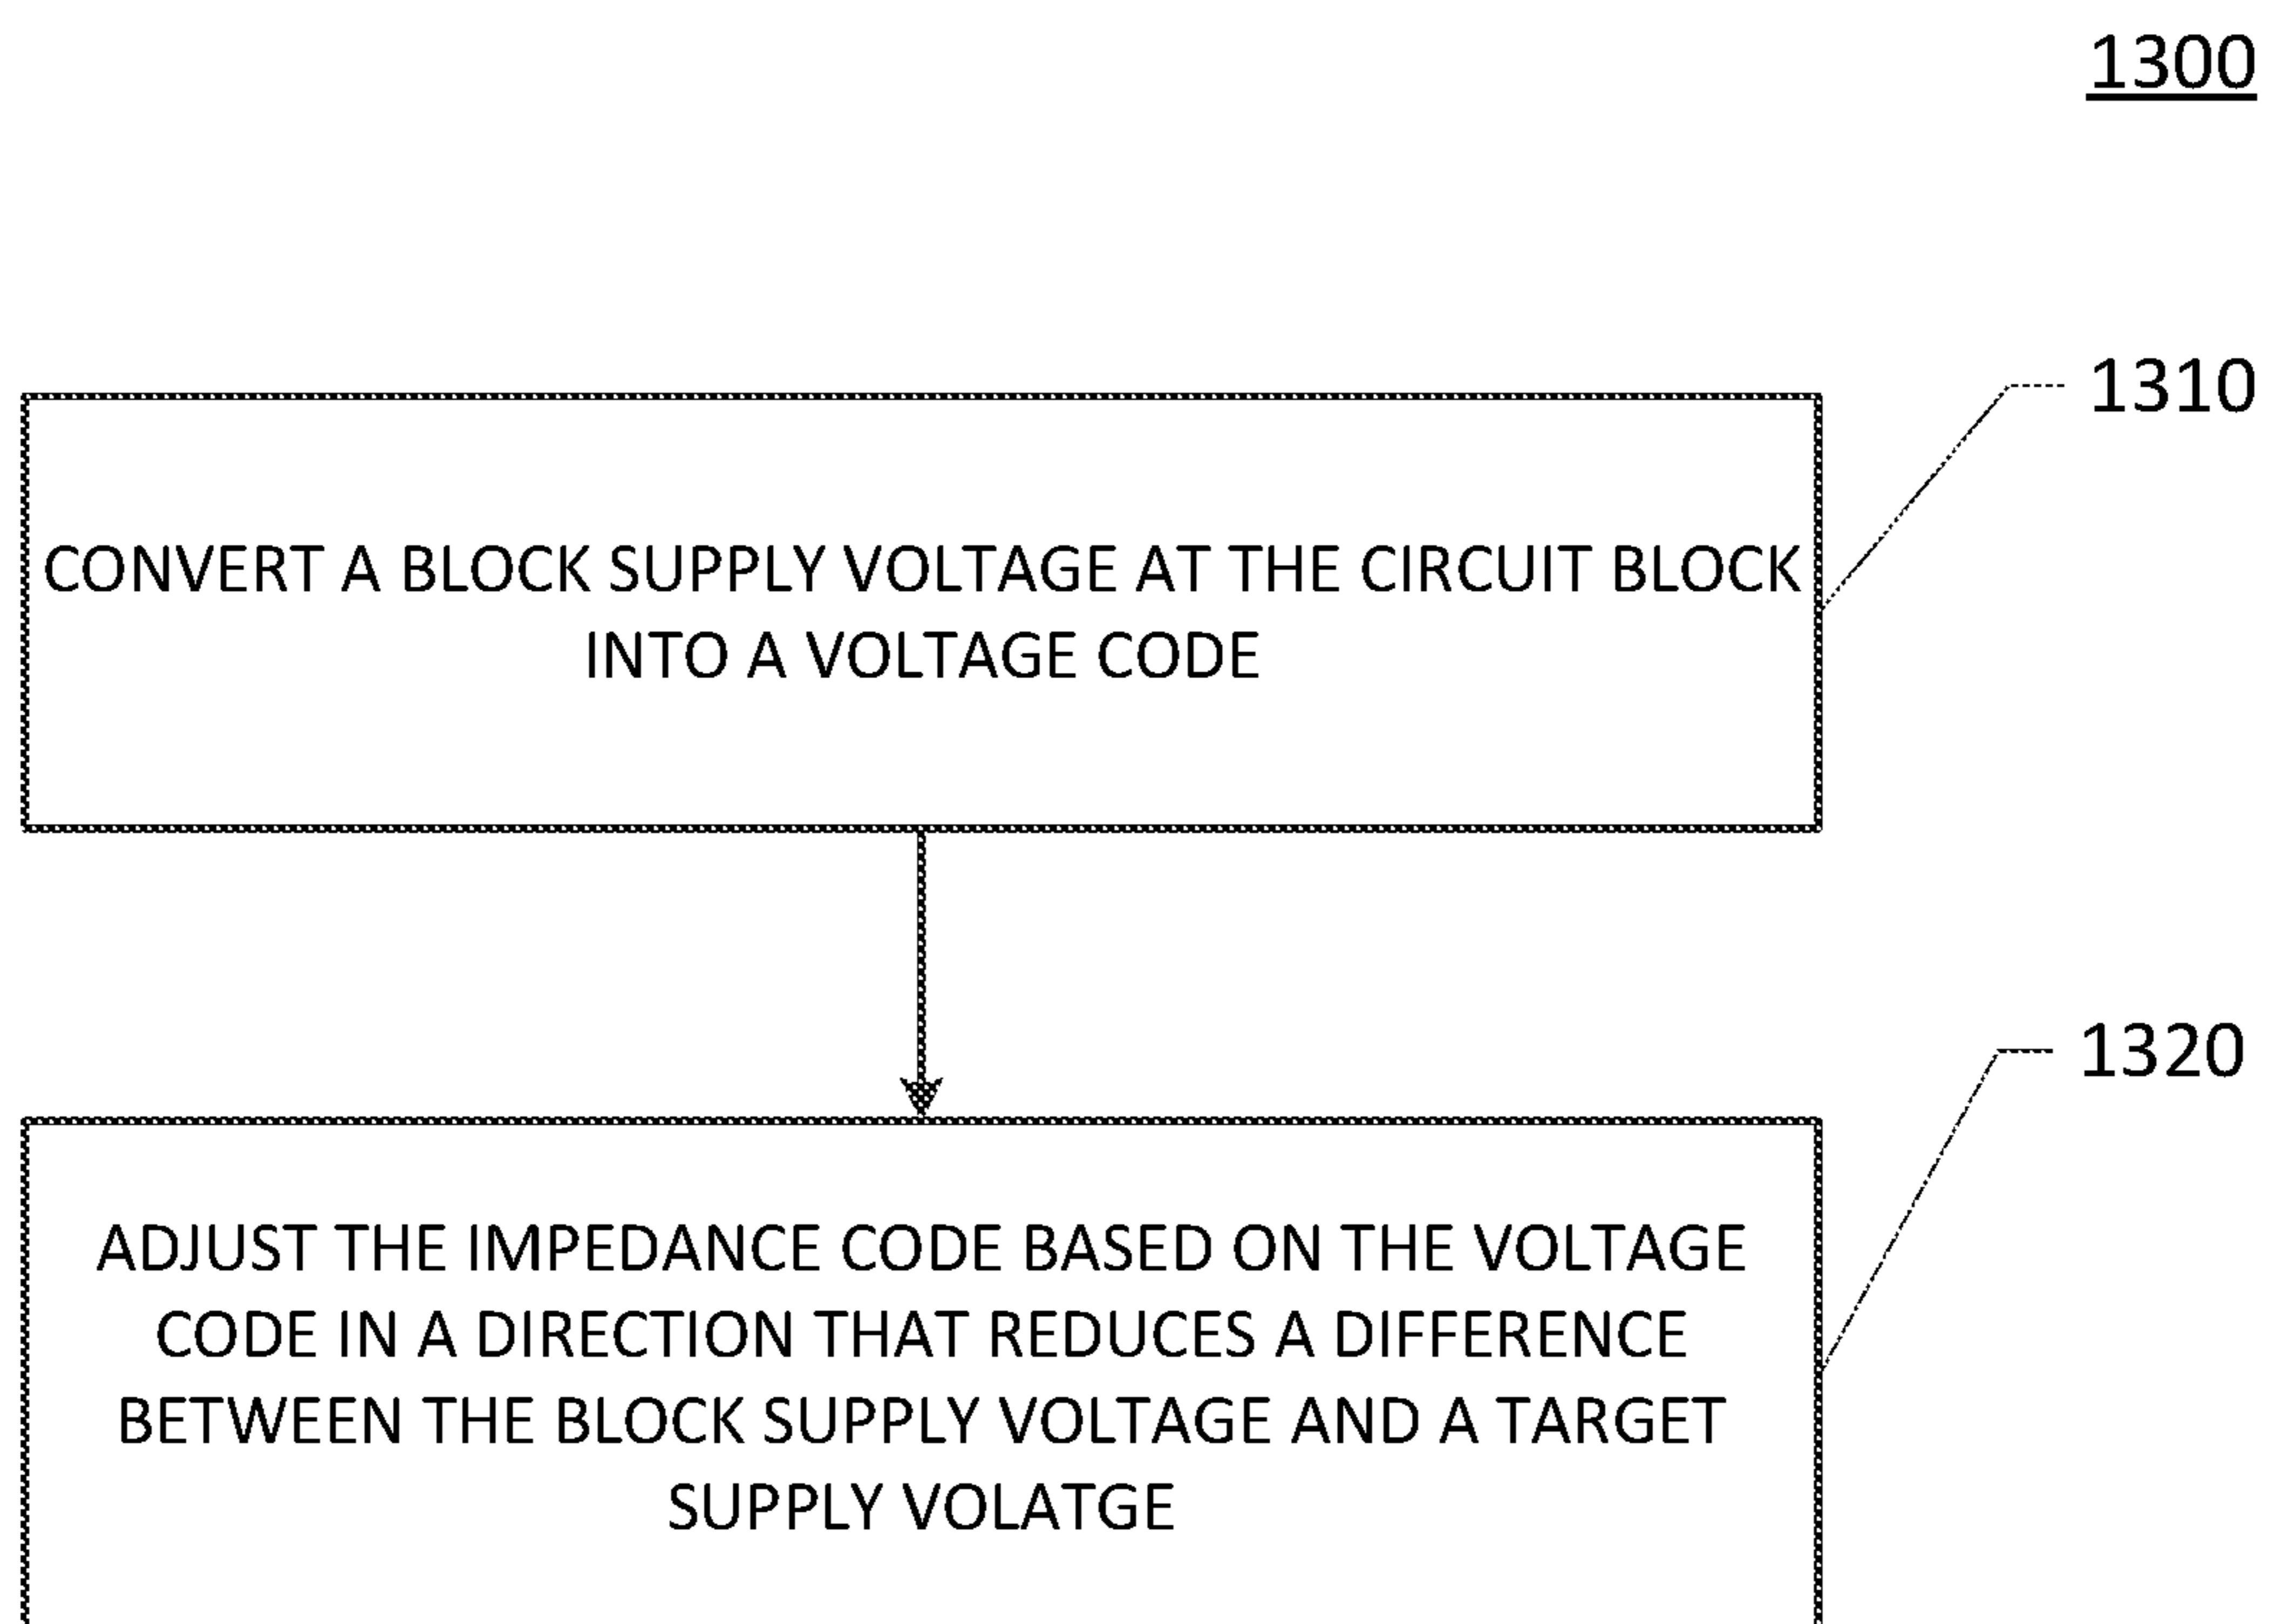 1300
1310
CONVERT A BLOCK SUPPLY VOLTAGE AT THE CIRCUIT BLOCK
INTO A VOLTAGE CODE
1320
ADJUST THE IMPEDANCE CODE BASED ON THE VOLTAGE
CODE IN A DIRECTION THAT REDUCES A DIFFERENCE
BETWEEN THE BLOCK SUPPLY VOLTAGE AND A TARGET
SUPPLY VOLATGE